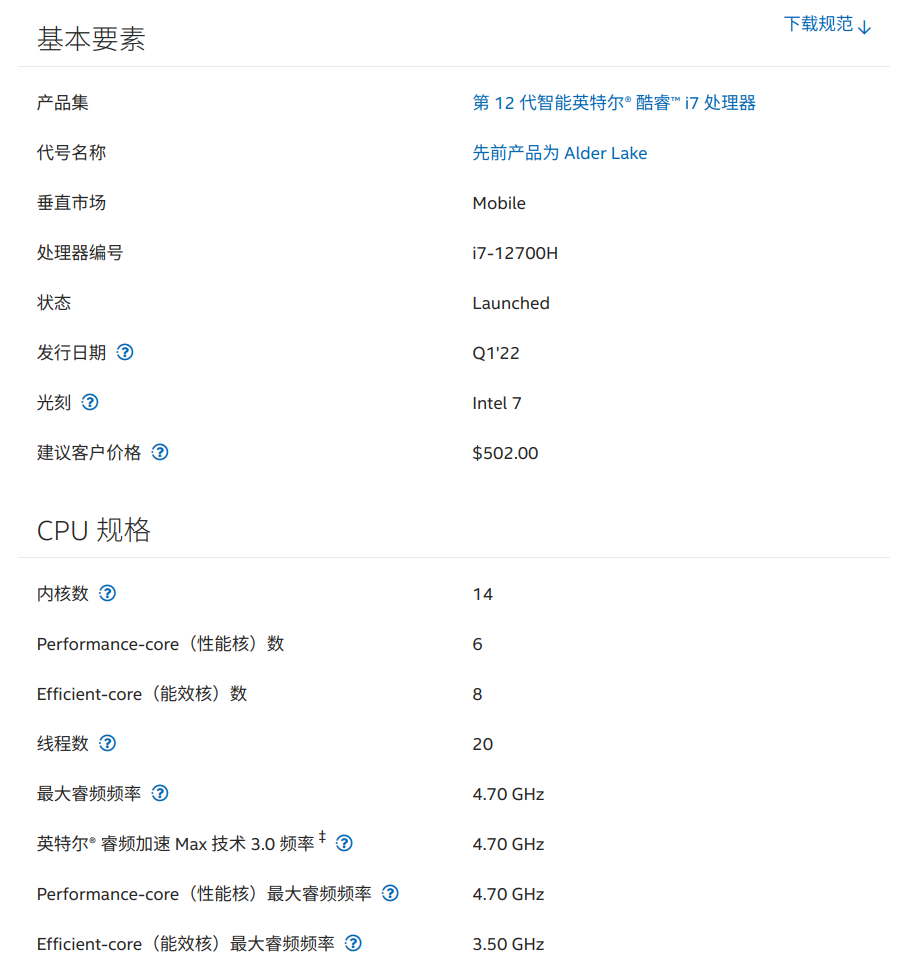 下载规范
基本要素
产品集 第 12 代智能英特尔® 酷睿™ i7 处理器
代号名称 先前产品为 Alder Lake
垂直市场 Mobile
处理器编号 i7-12700H
状态 Launched
发行日期 Q1'22
光刻 Intel 7
建议客户价格 $502.00
CPU 规格
内核数 14
Performance-core（性能核）数 6
Efficient-core（能效核）数 8
线程数 20
最大睿频频率 4.70 GHz
英特尔® 睿频加速 Max 技术 3.0 频率 ‡ 4.70 GHz
Performance-core（性能核）最大睿频频率 4.70 GHz
Efficient-core（能效核）最大睿频频率 3.50 GHz